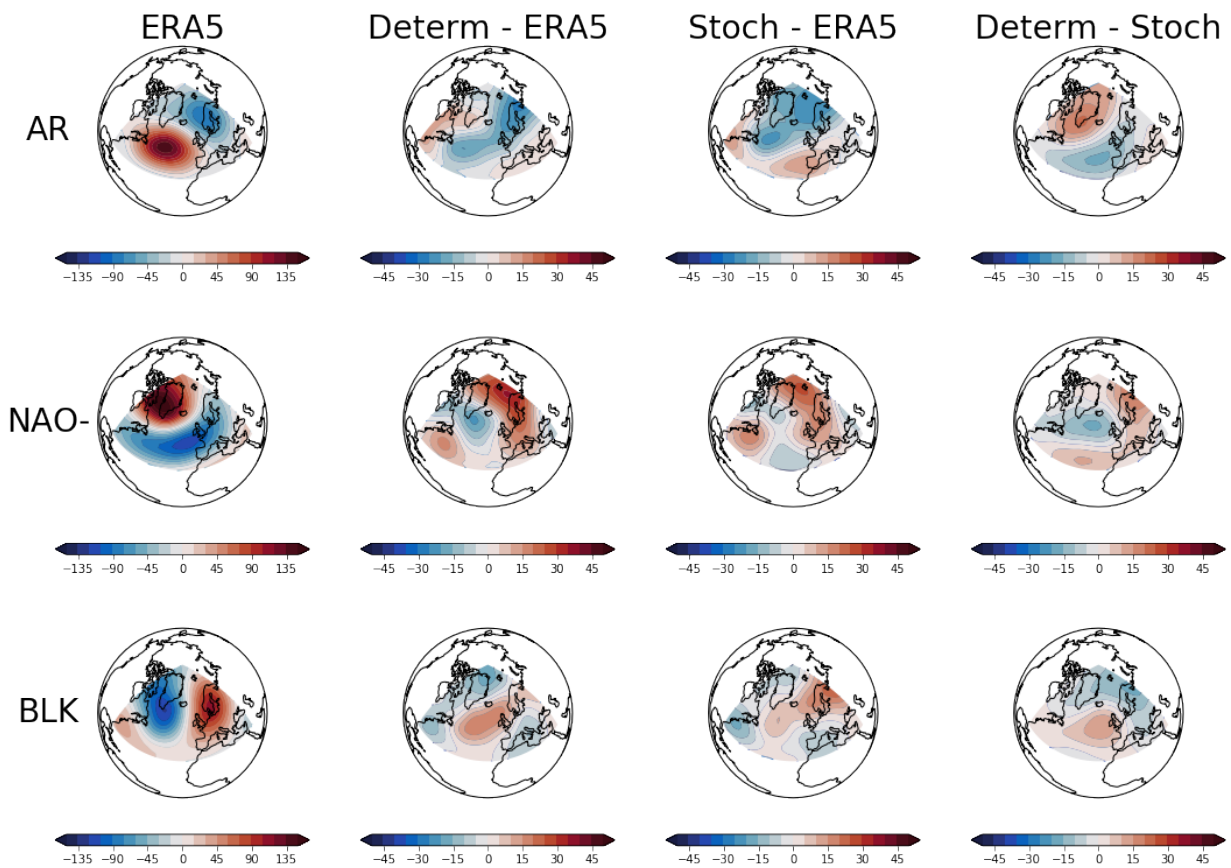 ERA5 Determ - ERA5 Stoch - ERA5 Determ - Stoch
AR
−135 −90 −45 0 45 90 135 −45 −30 −15 0 15 30 45 −45 −30 −15 0 15 30 45 −45 −30 −15 0 15 30 45
NAO-
−135 −90 −45 0 45 90 135 −45 −30 −15 0 15 30 45 −45 −30 −15 0 15 30 45 −45 −30 −15 0 15 30 45
BLK
−135 −90 −45 0 45 90 135 −45 −30 −15 0 15 30 45 −45 −30 −15 0 15 30 45 −45 −30 −15 0 15 30 45